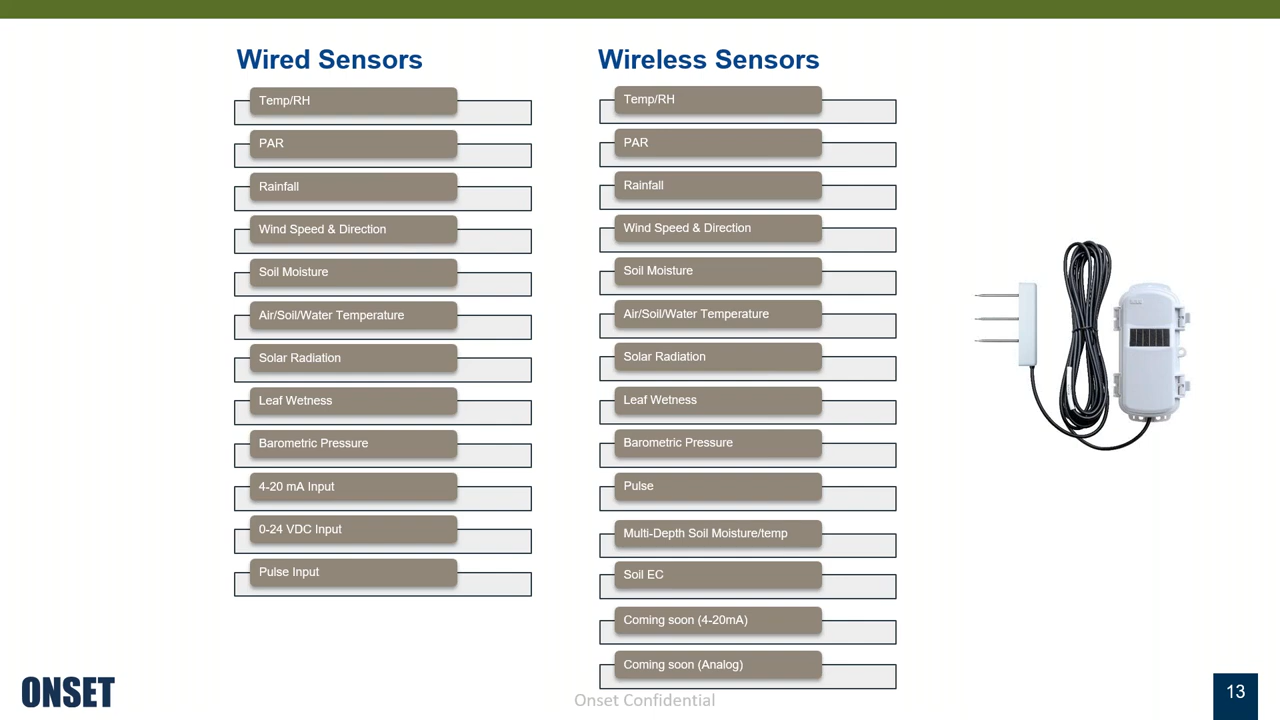 Wired Sensors
Temp/RH
PAR
Rainfall
Wind Speed & Direction
Soil Moisture
Air/Soil/Water Temperature
Solar Radiation
Leaf Wetness
Barometric Pressure
4-20 mA Input
0-24 VDC Input
Pulse Input
Wireless Sensors
Temp/RH
PAR
Rainfall
Wind Speed & Direction
Soil Moisture
Air/Soil/Water Temperature
Solar Radiation
Leaf Wetness
Barometric Pressure
Pulse
Multi-Depth Soil Moisture/temp
Soil EC
Coming soon (4-20mA)
Coming soon (Analog)
ONSET
Onset Confidential
13